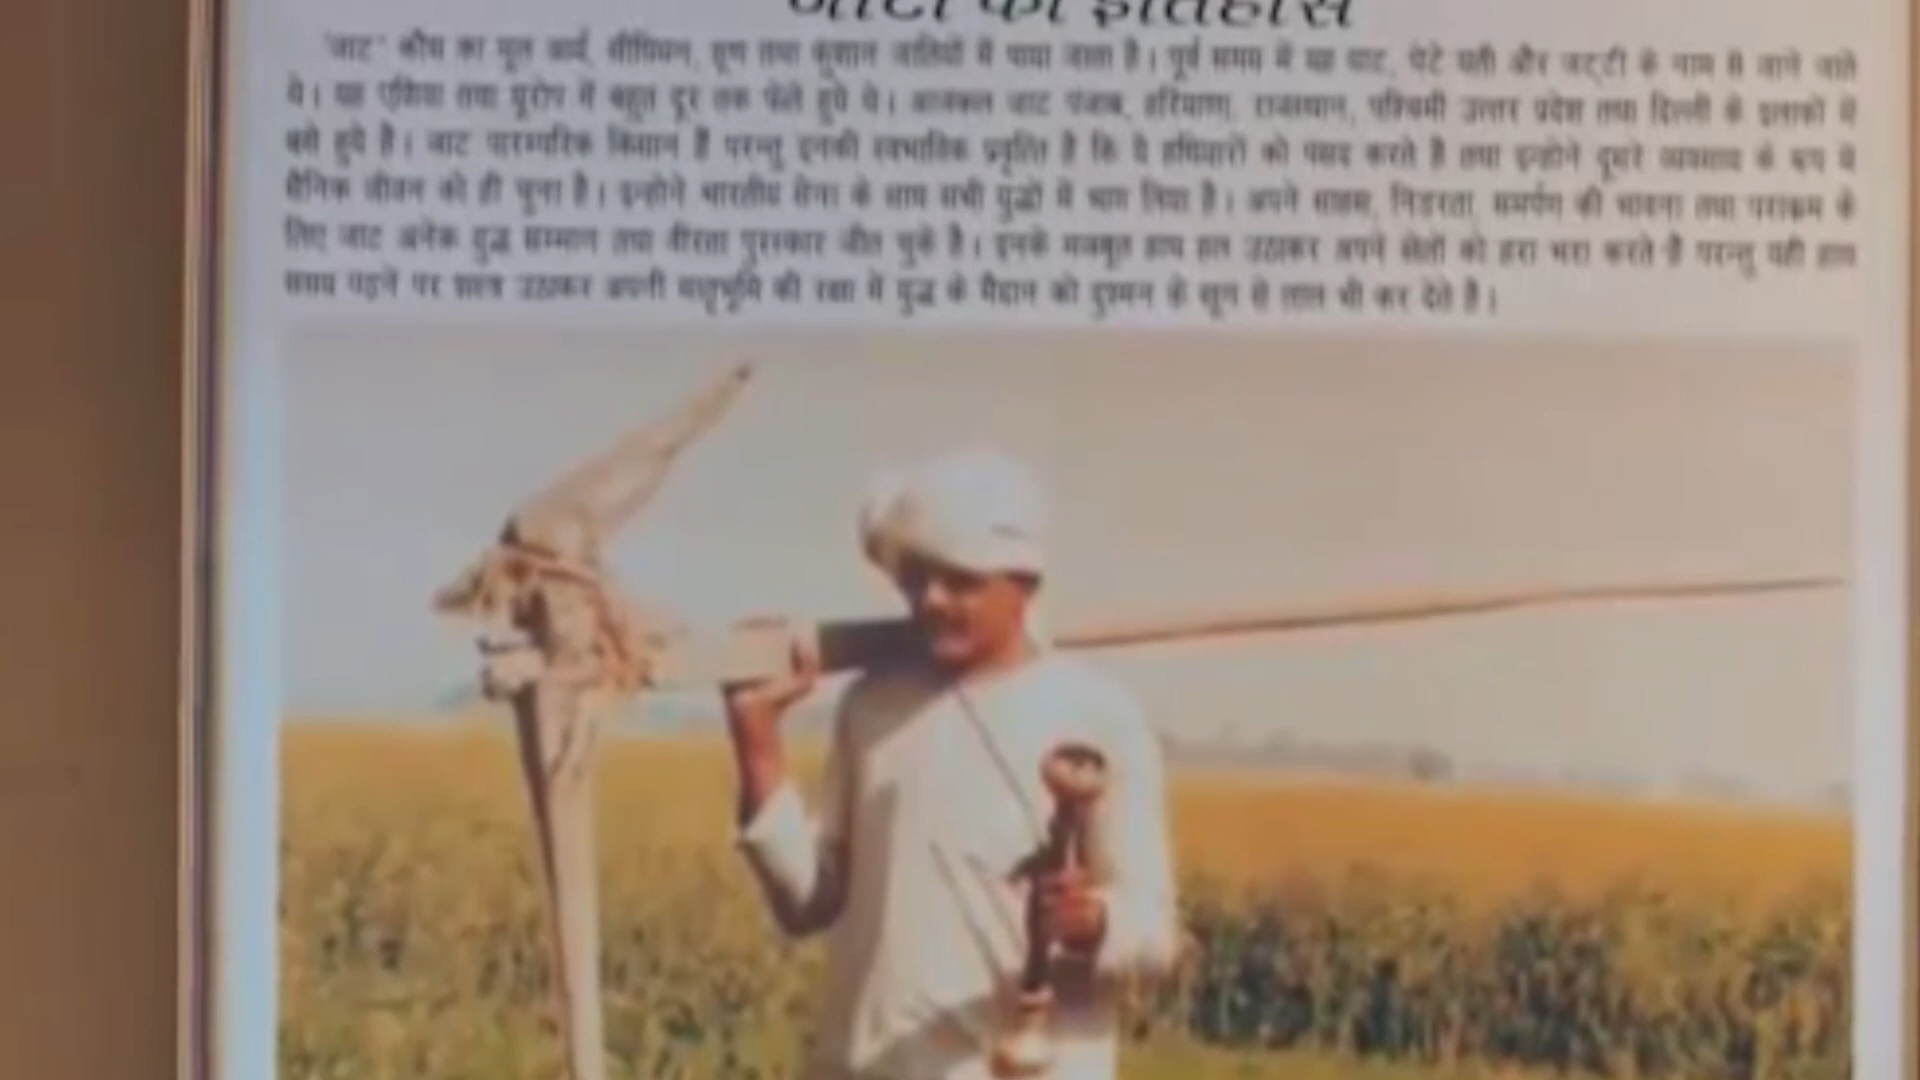 जाटों का इतिहास
'जाट' कौम का मूल आर्य, सीथियन, हूण तथा कुशान जातियों में पाया जाता है। पूर्व समय में यह जाट, जेटे यती और जट्टी के नाम से जाने जाते
थे। यह एशिया तथा यूरोप में बहुत दूर तक फैले हुये थे। आजकल जाट पंजाब, हरियाणा, राजस्थान, पश्चिमी उत्तर प्रदेश तथा दिल्ली के इलाकों में
बसे हुये है। जाट पारम्परिक किसान हैं परन्तु इनकी स्वभाविक प्रवृत्ति है कि ये हथियारों को पसंद करते है तथा इन्होने दूसरे व्यवसाय के रूप में
सैनिक जीवन को ही चुना है। इन्होने भारतीय सेना के साथ सभी युद्धों में भाग लिया है। अपने साहस, निडरता, समर्पण की भावना तथा पराक्रम के
लिए जाट अनेक युद्ध सम्मान तथा वीरता पुरस्कार जीत चुके है। इनके मजबूत हाथ हल उठाकर अपने खेतों को हरा भरा करते हैं परन्तु यही हाथ
समय पड़ने पर शस्त्र उठाकर अपनी मातृभूमि की रक्षा में युद्ध के मैदान को दुश्मन के खून से लाल भी कर देते है।